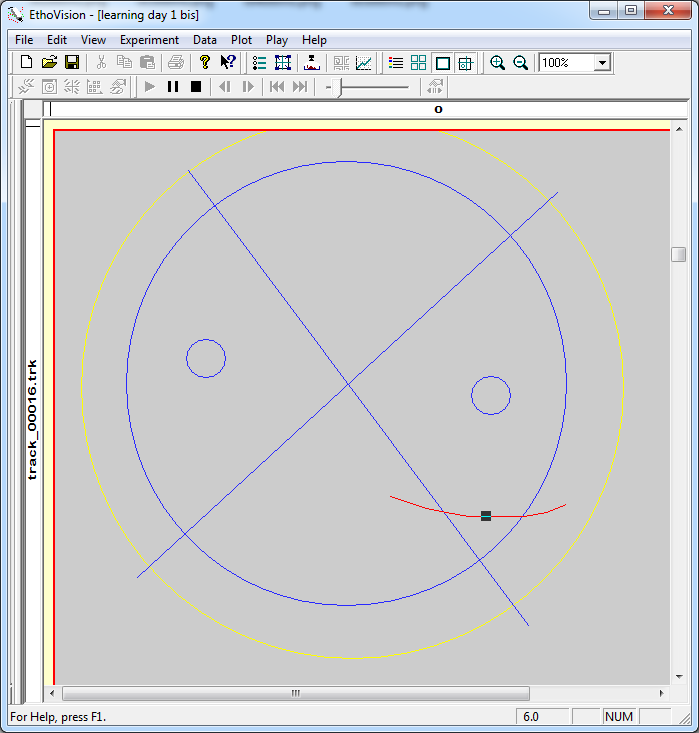 EthoVision - [learning day 1 bis]
File Edit View Experiment Data Plot Play Help
100%
0
track_00016.trk
For Help, press F1.
6.0
NUM